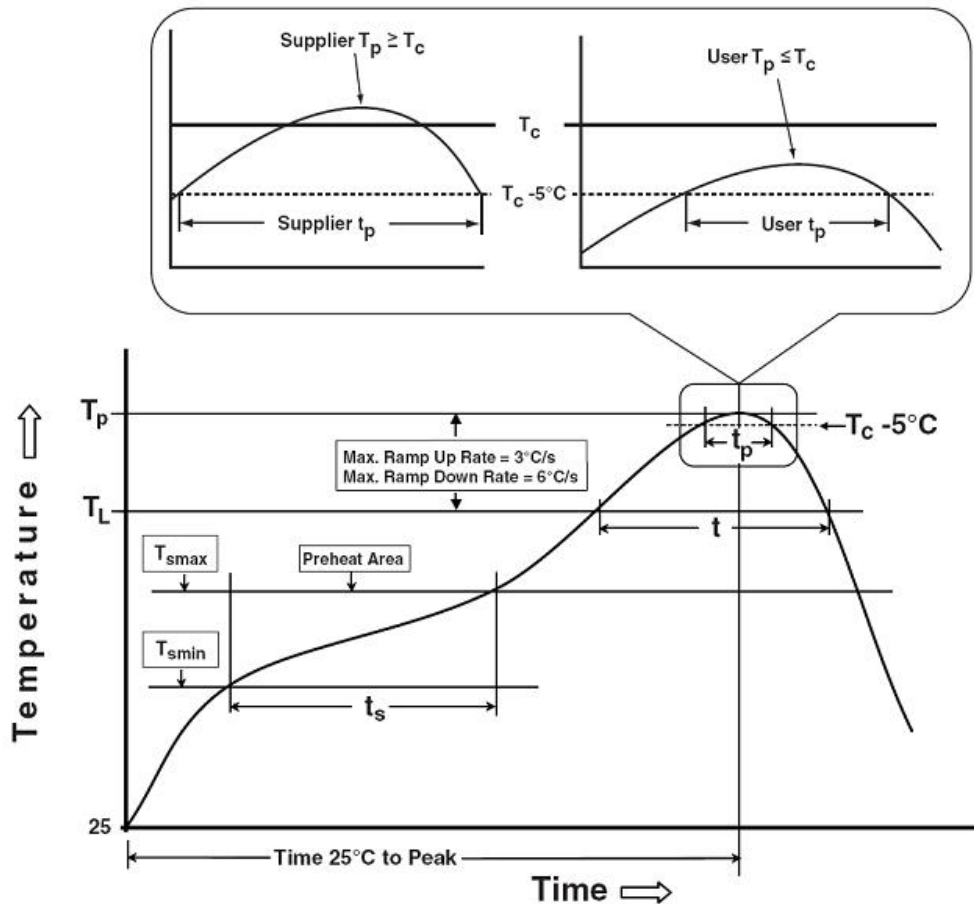 Supplier Tp ≥ Tc
User Tp ≤ Tc
Tc
Tc -5°C
Supplier tp
User tp
Tp
Tc -5°C
tp
Max. Ramp Up Rate = 3°C/s
Max. Ramp Down Rate = 6°C/s
TL
t
Tsmax
Preheat Area
Tsmin
ts
Temperature
25
Time 25°C to Peak
Time